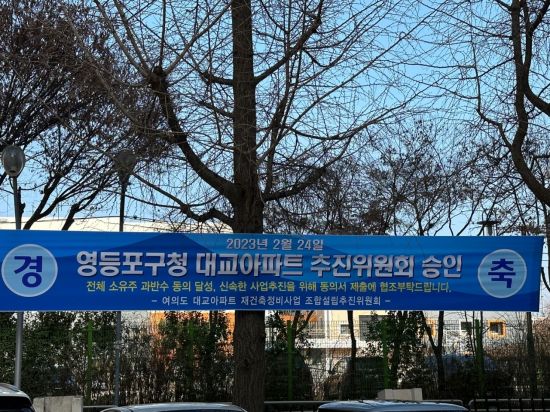 경 축
2023년 2월 24일
영등포구청 대교아파트 추진위원회 승인
전체 소유주 과반수 동의 달성, 신속한 사업추진을 위해 동의서 제출에 협조부탁드립니다.
- 여의도 대교아파트 재건축정비사업 조합설립추진위원회 -